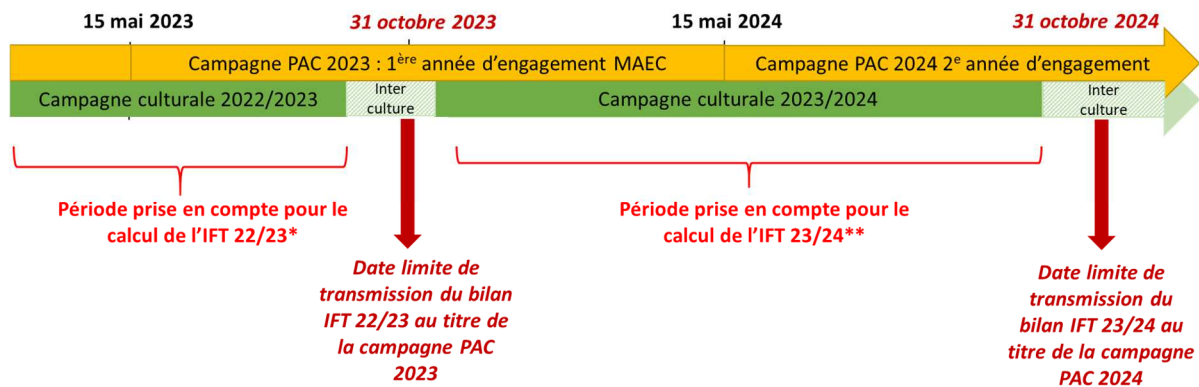 15 mai 2023
31 octobre 2023
15 mai 2024
31 octobre 2024
Campagne PAC 2023 : 1ère année d’engagement MAEC
Campagne PAC 2024 2e année d’engagement
Campagne culturale 2022/2023
Inter
culture
Campagne culturale 2023/2024
Inter
culture
Période prise en compte pour le
calcul de l’IFT 22/23*
Période prise en compte pour le
calcul de l’IFT 23/24**
Date limite de
transmission du bilan
IFT 22/23 au titre de
la campagne PAC
2023
Date limite de
transmission du
bilan IFT 23/24 au
titre de la campagne
PAC 2024